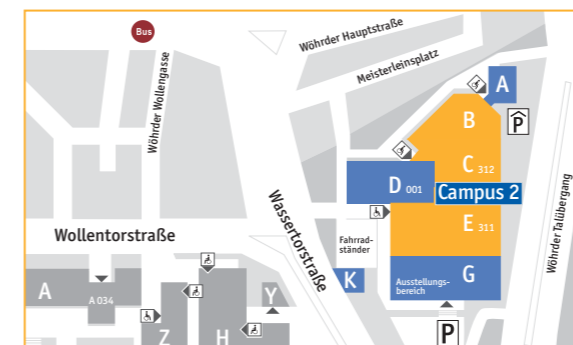 Bus
Wöhrder Wollengasse
Wöhrder Hauptstraße
Meisterleinsplatz
A
B
P
C 312
D 001
Campus 2
E 311
Wöhrder Talübergang
Wassertorstraße
Wollentorstraße
Fahrrad-
ständer
K
G
Ausstellungs-
bereich
A
A 034
Y
Z
H
P